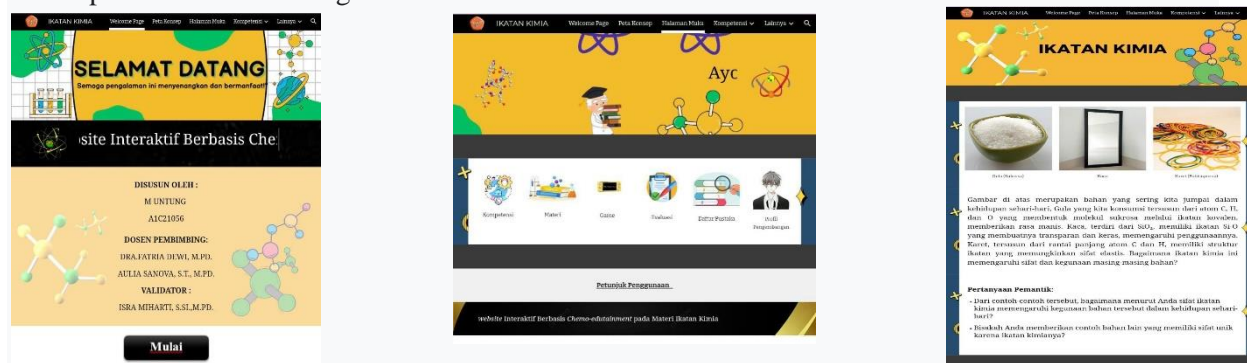 IKATAN KIMIA Welcome Page Peta Konsep Halaman Muka Kompetensi Lainnya
SELAMAT DATANG
Semoga pengalaman ini menyenangkan dan bermanfaat!
site Interaktif Berbasis Che
DISUSUN OLEH :
M UNTUNG
A1C21056
DOSEN PEMBIMBING:
DRA.FATRIA DEWI, M.PD.
AULIA SANOVA, S.T., M.PD.
VALIDATOR :
ISRA MIHARTI, S.SI.,M.PD.
Mulai
IKATAN KIMIA Welcome Page Peta Konsep Halaman Muka Kompetensi Lainnya
Ayc
Kompetensi Materi Game Evaluasi Daftar Pustaka Profil
Pengembangan
Petunjuk Penggunaan
website Interaktif Berbasis Chemo-edutainment pada Materi Ikatan Kimia
IKATAN KIMIA Welcome Page Peta Konsep Halaman Muka Kompetensi Lainnya
IKATAN KIMIA
Kaca
Gambar di atas merupakan bahan yang sering kita jumpai dalam
kehidupan sehari-hari. Gula yang kita konsumsi tersusun dari atom C, H,
dan O yang membentuk molekul sukrosa melalui ikatan kovalen,
memberikan rasa manis. Kaca, terdiri dari SiO₂, memiliki ikatan Si-O
yang membuatnya transparan dan keras, memengaruhi penggunaannya.
Karet, tersusun dari rantai panjang atom C dan H, memiliki struktur
ikatan yang memungkinkan sifat elastis. Bagaimana ikatan kimia ini
memengaruhi sifat dan kegunaan masing masing bahan?
Pertanyaan Pemantik:
- Dari contoh-contoh tersebut, bagaimana menurut Anda sifat ikatan
kimia memengaruhi kegunaan bahan tersebut dalam kehidupan sehari-
hari?
- Bisakah Anda memberikan contoh bahan lain yang memiliki sifat unik
karena ikatan kimianya?